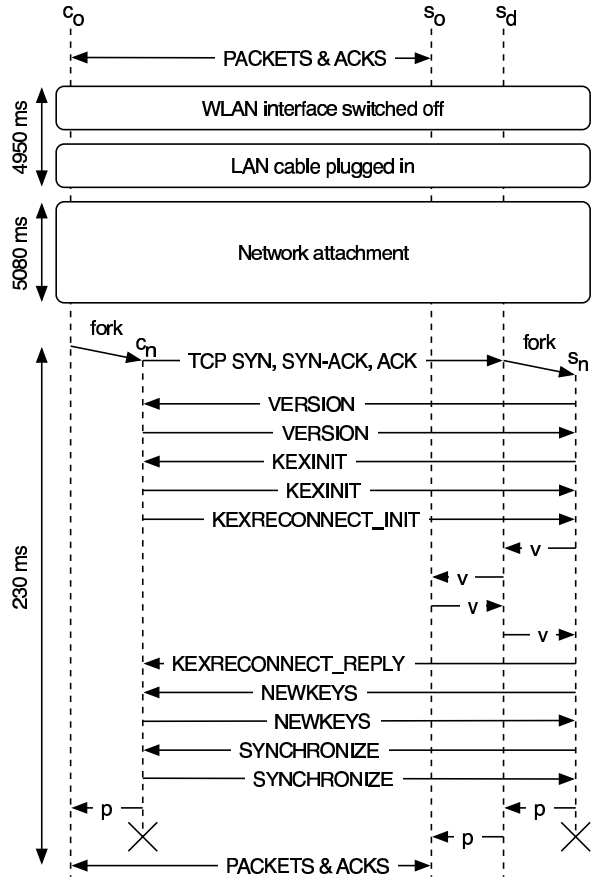 c_o s_o s_d
PACKETS & ACKS
WLAN interface switched off
4950 ms
LAN cable plugged in
5080 ms
Network attachment
fork c_n TCP SYN, SYN-ACK, ACK fork s_n
VERSION
VERSION
KEXINIT
KEXINIT
KEXRECONNECT_INIT
230 ms
v
v
v
v
KEXRECONNECT_REPLY
NEWKEYS
NEWKEYS
SYNCHRONIZE
SYNCHRONIZE
p p
p
PACKETS & ACKS